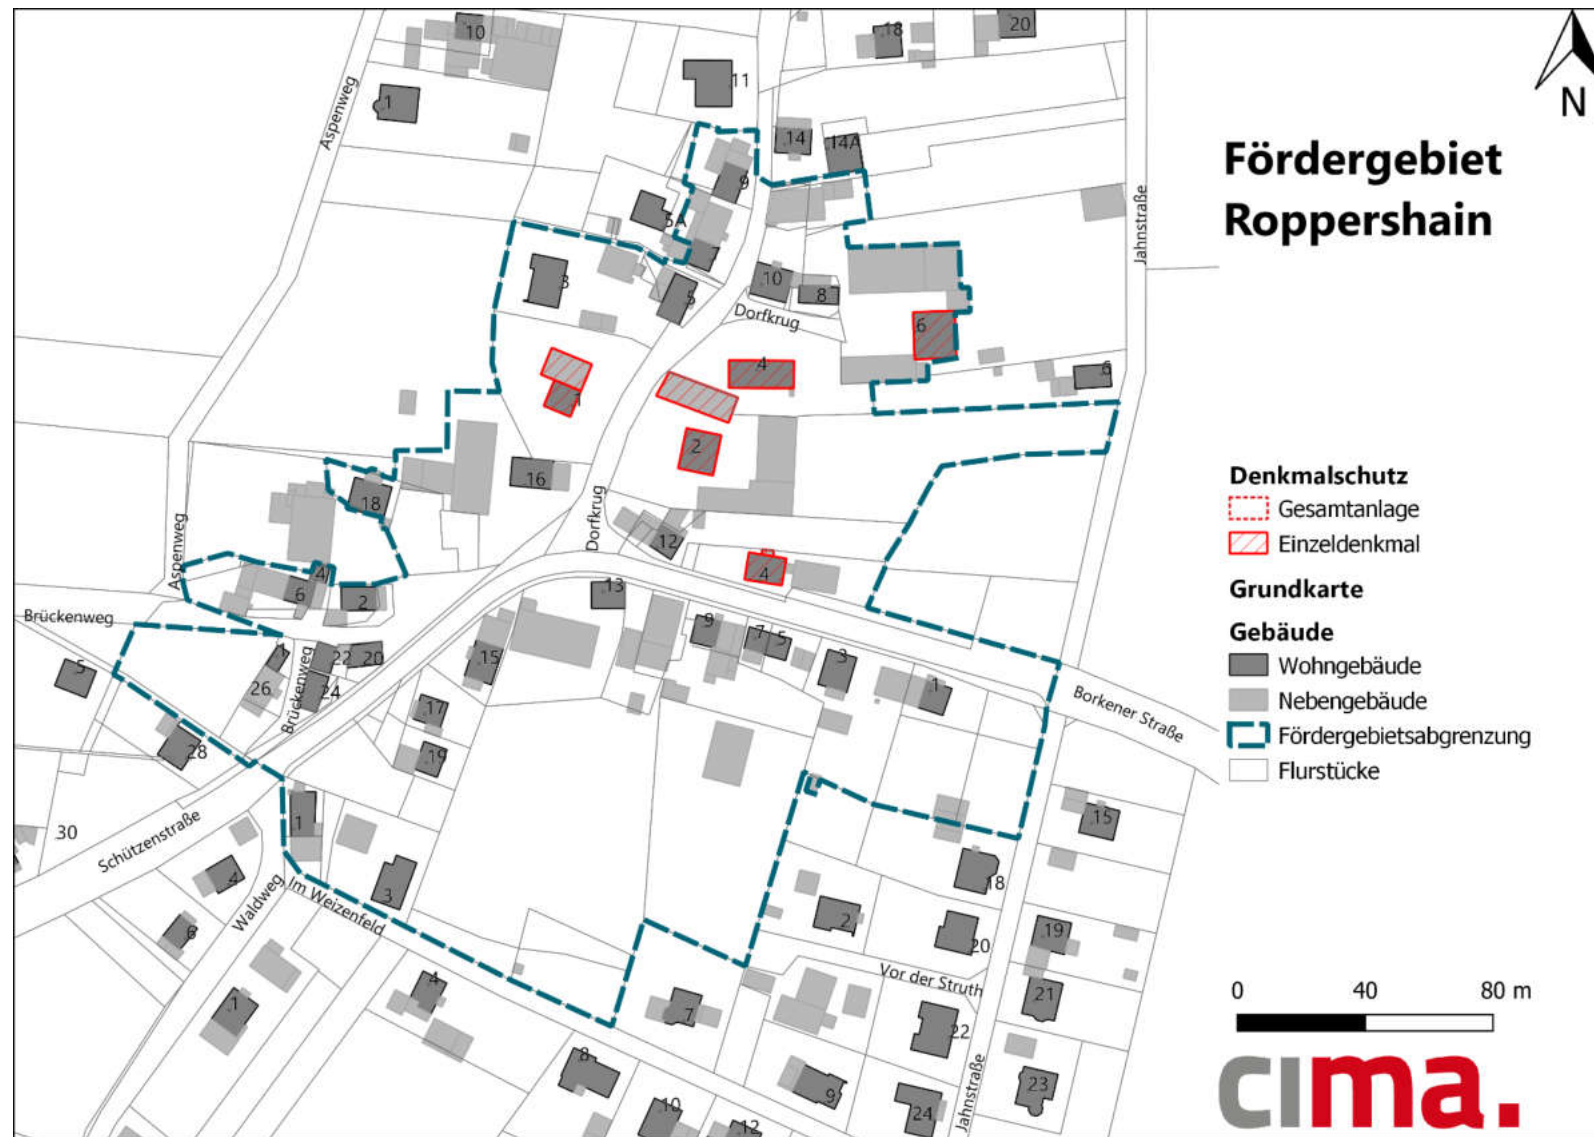 Fördergebiet
Roppershain
N
Denkmalschutz
Gesamtanlage
Einzeldenkmal
Grundkarte
Gebäude
Wohngebäude
Nebengebäude
Fördergebietsabgrenzung
Flurstücke
0 40 80 m
cima.
10
18
20
1
11
Aspenweg
14
14A
9
5A
7
Jahnstraße
3
5
10
8
Dorfkrug
6
4
6
1
2
16
18
Dorfkrug
12
Aspenweg
4
6
2
4
13
Brückenweg
9
7
5
3
1
5
1
22
20
15
26
24
Brückenweg
17
Borkener Straße
28
19
1
15
30
Schützenstraße
4
3
18
Waldweg
Im Weizenfeld
2
6
20
19
Vor der Struth
4
1
7
21
22
8
9
23
10
24
12
Jahnstraße